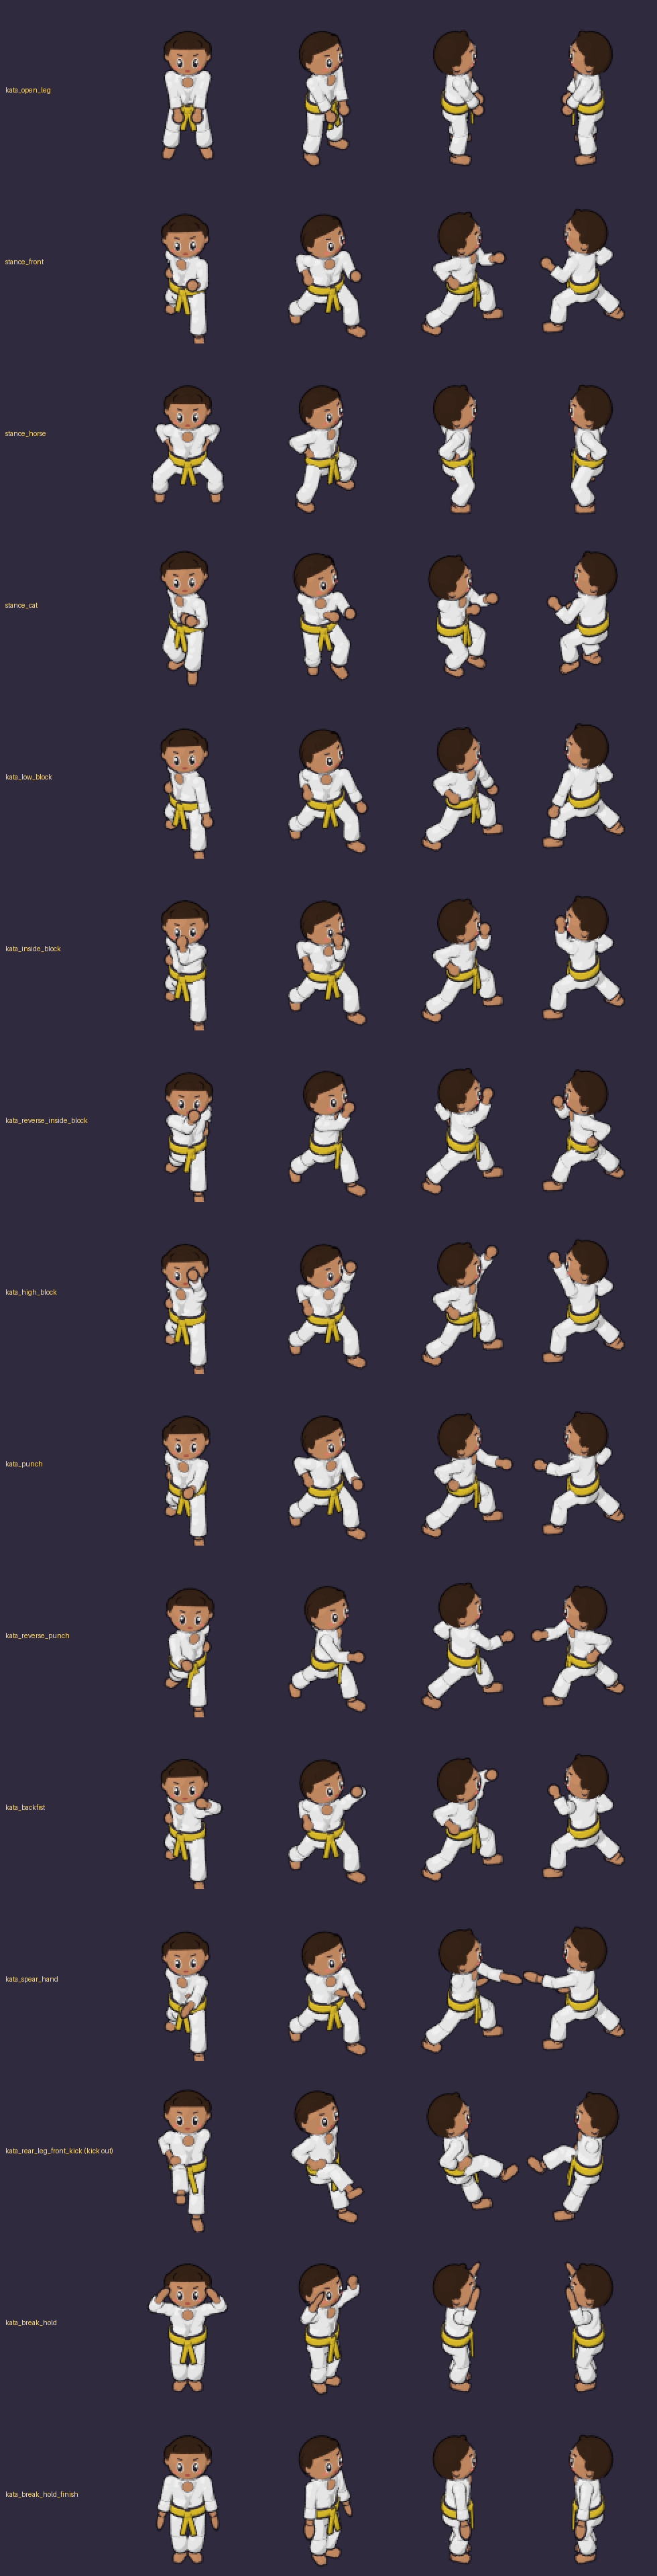 kata_open_leg
stance_front
stance_horse
stance_cat
kata_low_block
kata_inside_block
kata_reverse_inside_block
kata_high_block
kata_punch
kata_reverse_punch
kata_backfist
kata_spear_hand
kata_rear_leg_front_kick (kick out)
kata_break_hold
kata_break_hold_finish